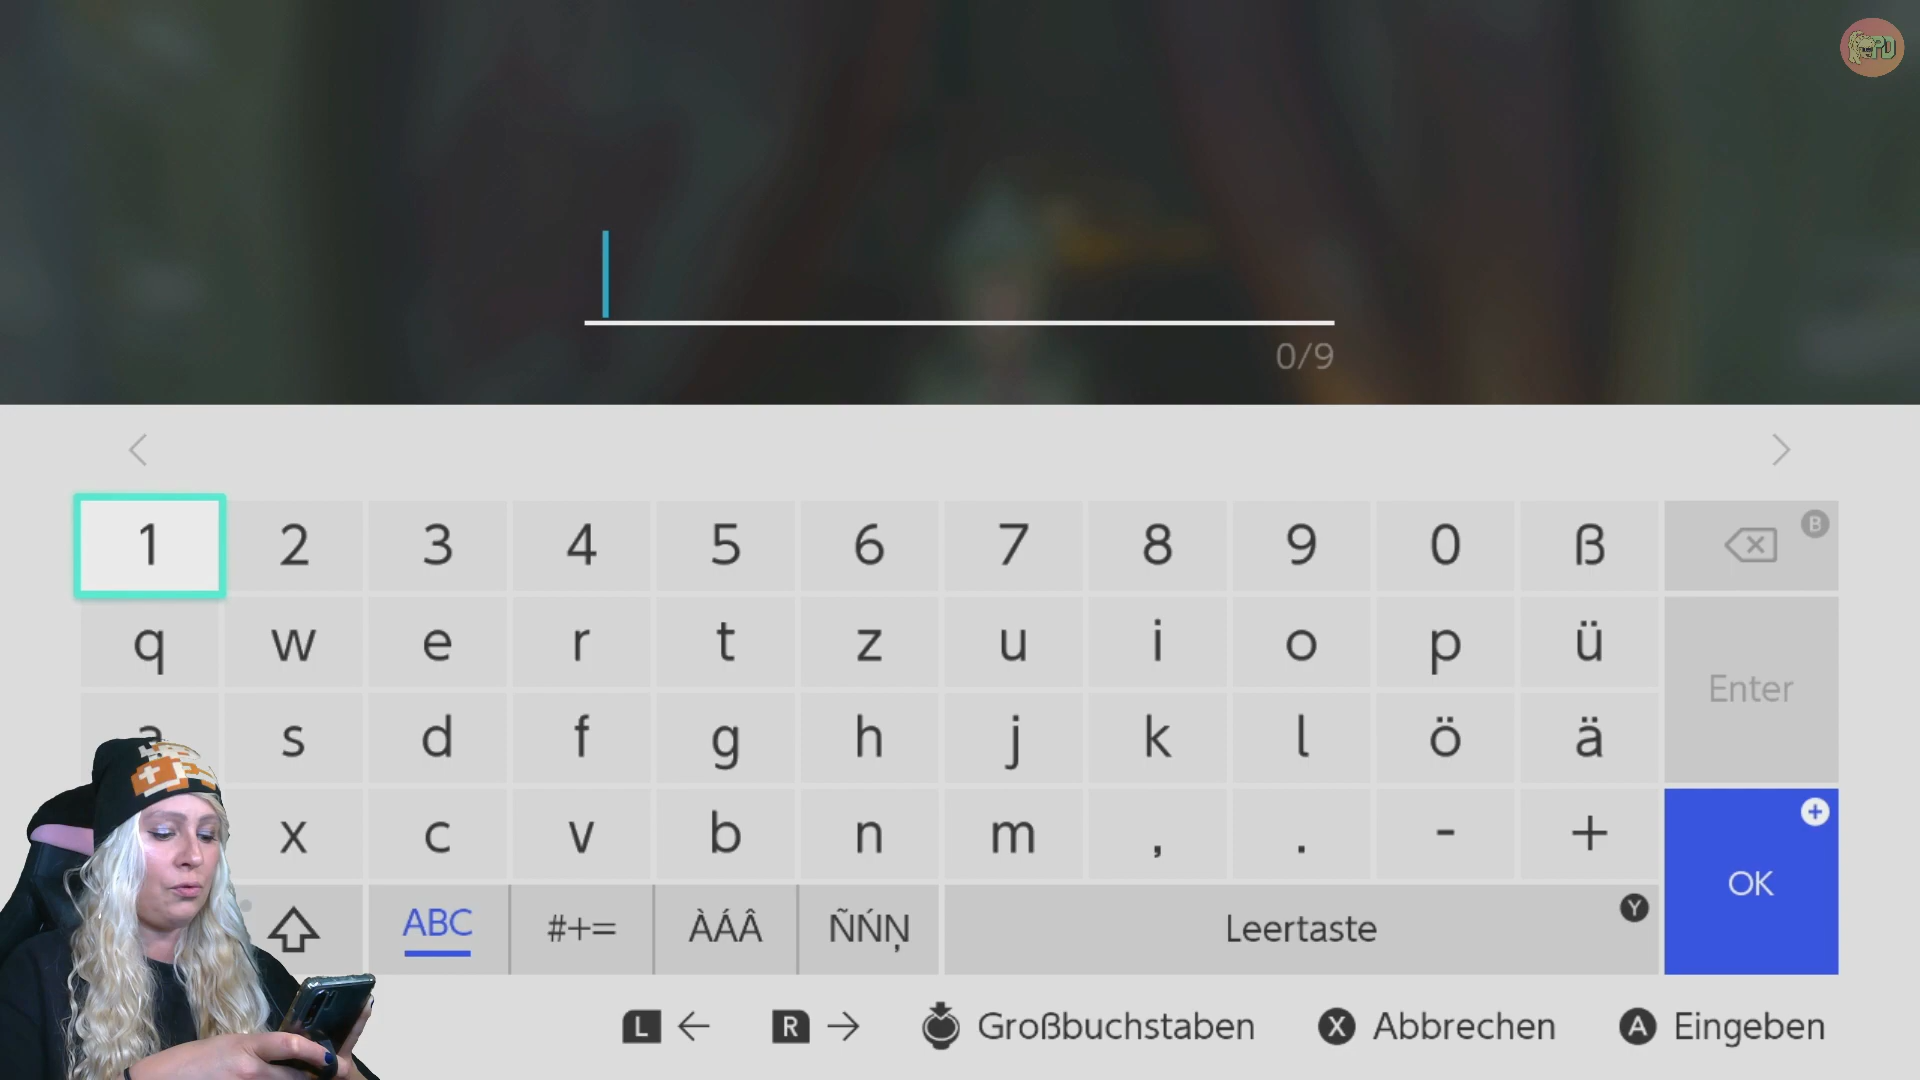 PD
0/9
1 2 3 4 5 6 7 8 9 0 ß B
q w e r t z u i o p ü Enter
a s d f g h j k l ö ä
x c v b n m , . - + OK
ABC #+= ÀÁÂ ÑŃŅ Leertaste Y
L ← R → Großbuchstaben X Abbrechen A Eingeben